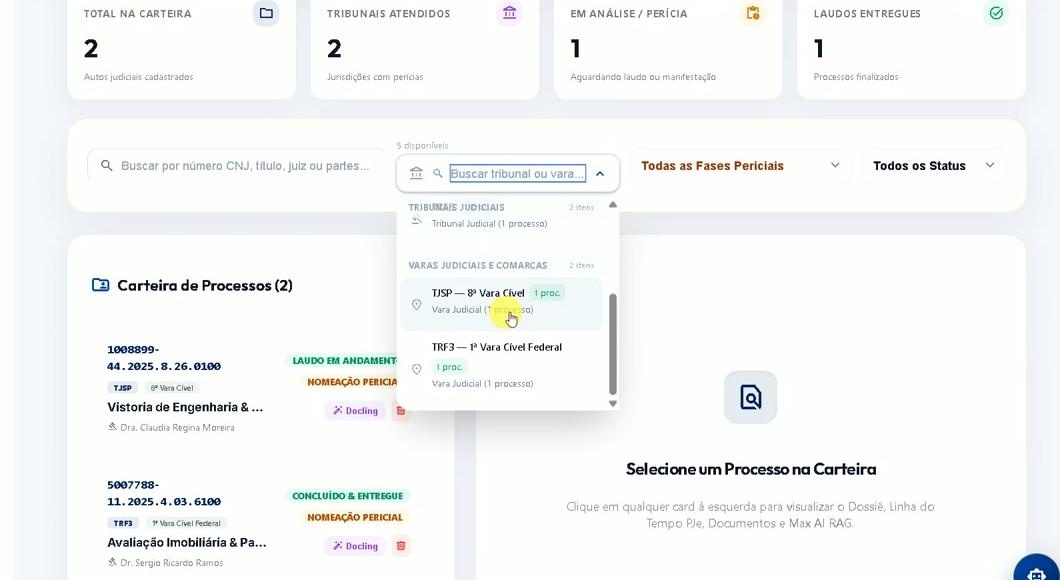 TOTAL NA CARTEIRA
2
Autos judiciais cadastrados
TRIBUNAIS ATENDIDOS
2
Jurisdições com perícias
EM ANÁLISE / PERÍCIA
1
Aguardando laudo ou manifestação
LAUDOS ENTREGUES
1
Processos finalizados
Buscar por número CNJ, título, juiz ou partes...
5 disponíveis
Buscar tribunal ou vara...
Todas as Fases Periciais
Todos os Status
TRIBUNAIS JUDICIAIS
2 itens
Tribunal Judicial (1 processo)
VARAS JUDICIAIS E COMARCAS
2 itens
TJSP — 8ª Vara Cível
1 proc.
Vara Judicial (1 processo)
TRF3 — 1ª Vara Cível Federal
1 proc.
Vara Judicial (1 processo)
Carteira de Processos (2)
1008899-
44.2025.8.26.0100
LAUDO EM ANDAMENT
NOMEAÇÃO PERICIA
TJSP
8ª Vara Cível
Vistoria de Engenharia & ...
Docling
Dra. Claudia Regina Moreira
5007788-
11.2025.4.03.6100
CONCLUÍDO & ENTREGUE
NOMEAÇÃO PERICIAL
TRF3
1ª Vara Cível Federal
Avaliação Imobiliária & Pa...
Docling
Dr. Sergio Ricardo Ramos
Selecione um Processo na Carteira
Clique em qualquer card à esquerda para visualizar o Dossiê, Linha do
Tempo PJe, Documentos e Max AI RAG.